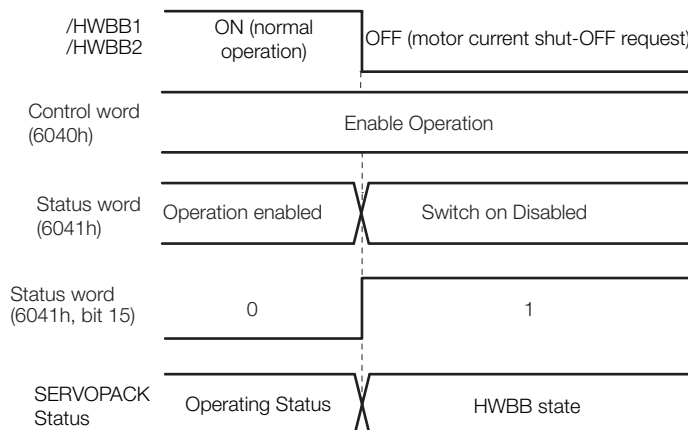 /HWBB1
/HWBB2
ON (normal
operation)
OFF (motor current shut-OFF request)
Control word
(6040h)
Enable Operation
Status word
(6041h)
Operation enabled
Switch on Disabled
Status word
(6041h, bit 15)
0
1
SERVOPACK
Status
Operating Status
HWBB state